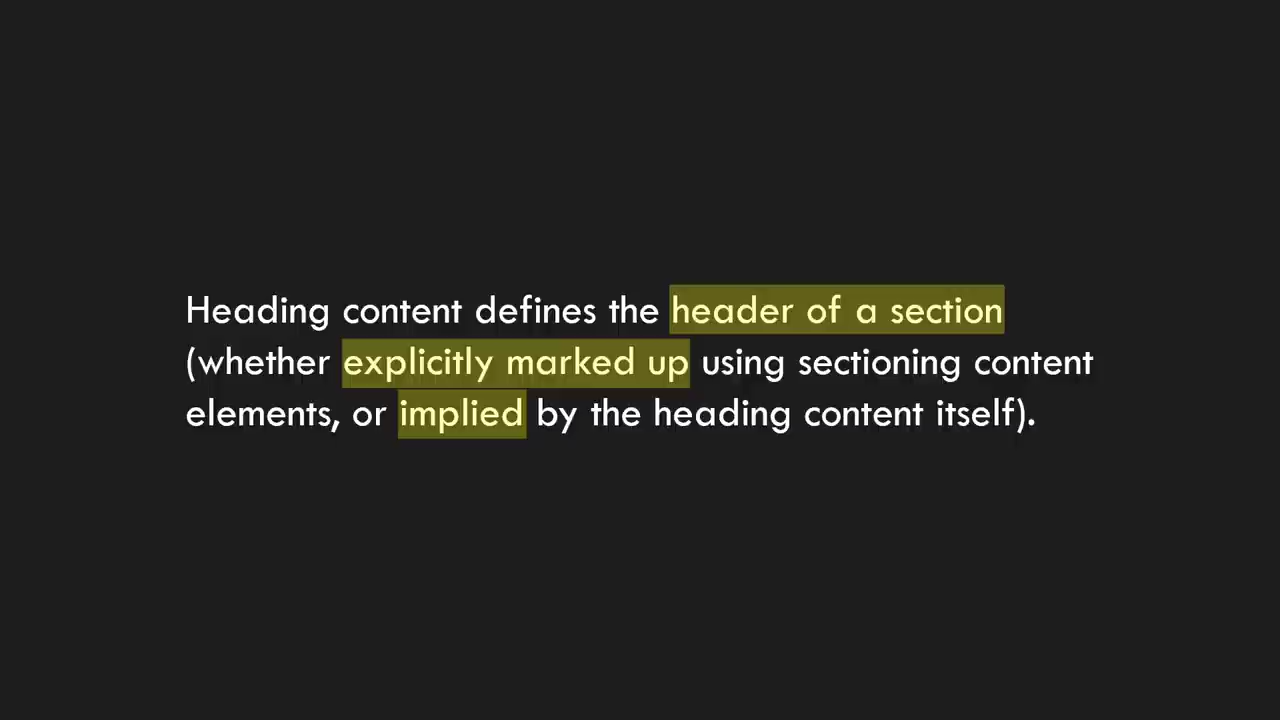 Heading content defines the header of a section
(whether explicitly marked up using sectioning content
elements, or implied by the heading content itself).